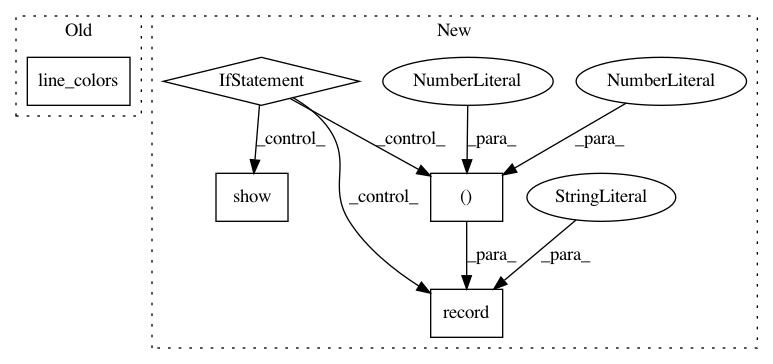 Old
New
line_colors
IfStatement
NumberLiteral
NumberLiteral
_control_
_control_
_para_
_para_
show
_control_
()
StringLiteral
_para_
_para_
record